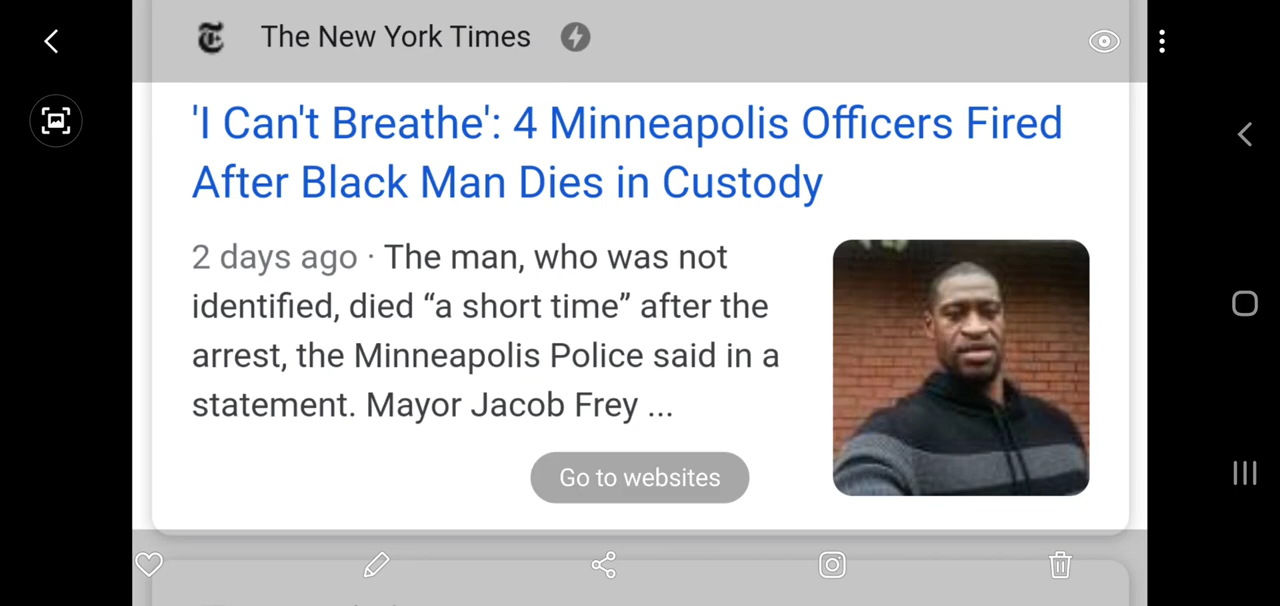 The New York Times
'I Can't Breathe': 4 Minneapolis Officers Fired
After Black Man Dies in Custody
2 days ago · The man, who was not
identified, died “a short time” after the
arrest, the Minneapolis Police said in a
statement. Mayor Jacob Frey ...
Go to websites